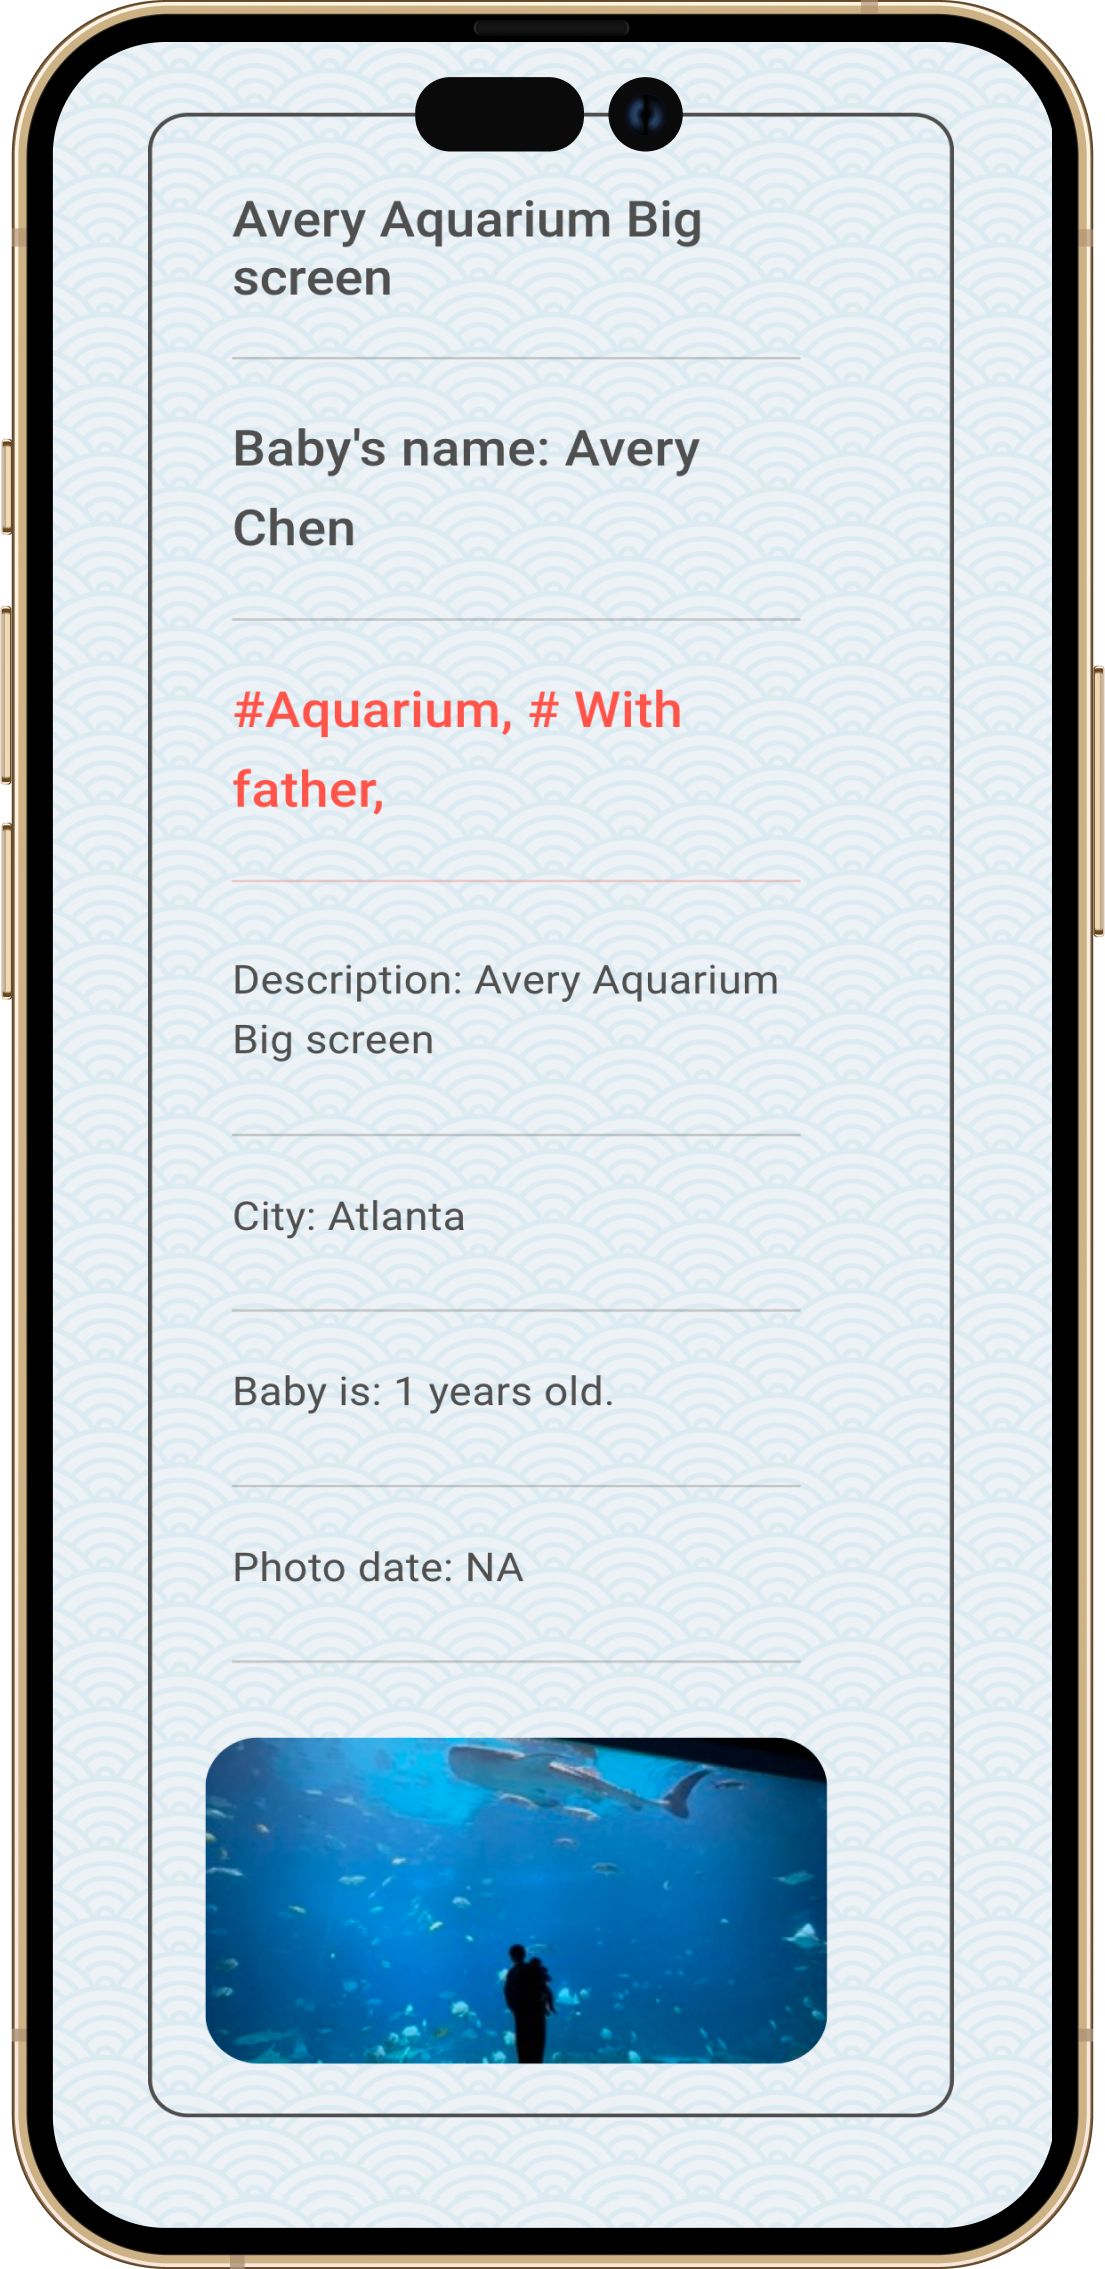 Avery Aquarium Big
screen
Baby's name: Avery
Chen
#Aquarium, # With
father,
Description: Avery Aquarium
Big screen
City: Atlanta
Baby is: 1 years old.
Photo date: NA